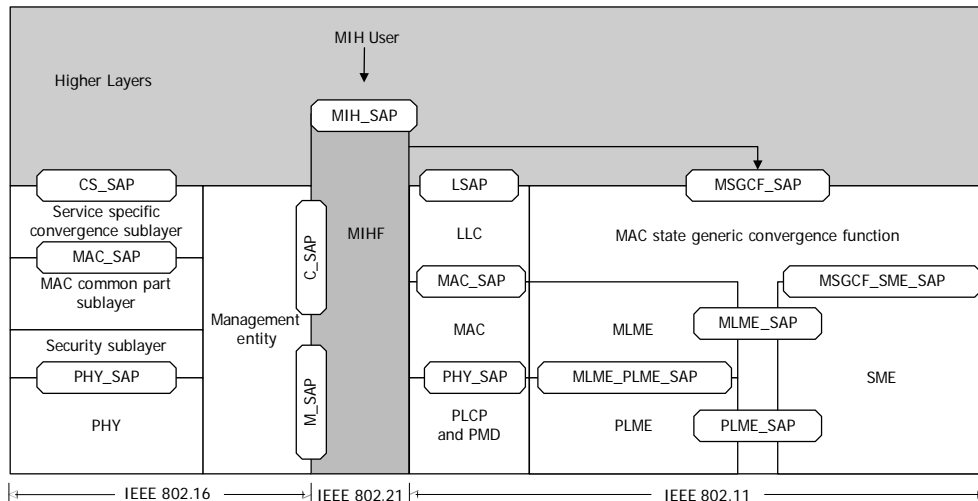 MIH User
Higher Layers
MIH_SAP
CS_SAP
LSAP
MSGCF_SAP
Service specific
convergence sublayer
C_SAP
MIHF
LLC
MAC state generic convergence function
MAC_SAP
MAC common part
sublayer
MAC_SAP
MSGCF_SME_SAP
Management
entity
MAC
MLME
MLME_SAP
Security sublayer
PHY_SAP
M_SAP
PHY_SAP
MLME_PLME_SAP
SME
PHY
PLCP
and PMD
PLME
PLME_SAP
IEEE 802.16
IEEE 802.21
IEEE 802.11